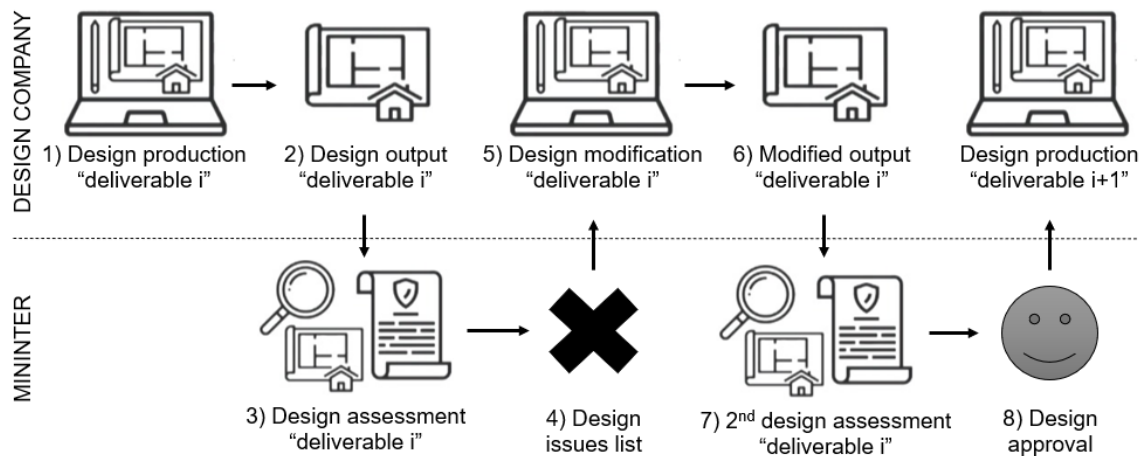 DESIGN COMPANY
1) Design production
“deliverable i”
2) Design output
“deliverable i”
5) Design modification
“deliverable i”
6) Modified output
“deliverable i”
Design production
“deliverable i+1”
MININTER
3) Design assessment
“deliverable i”
4) Design
issues list
7) 2nd design assessment
“deliverable i”
8) Design
approval